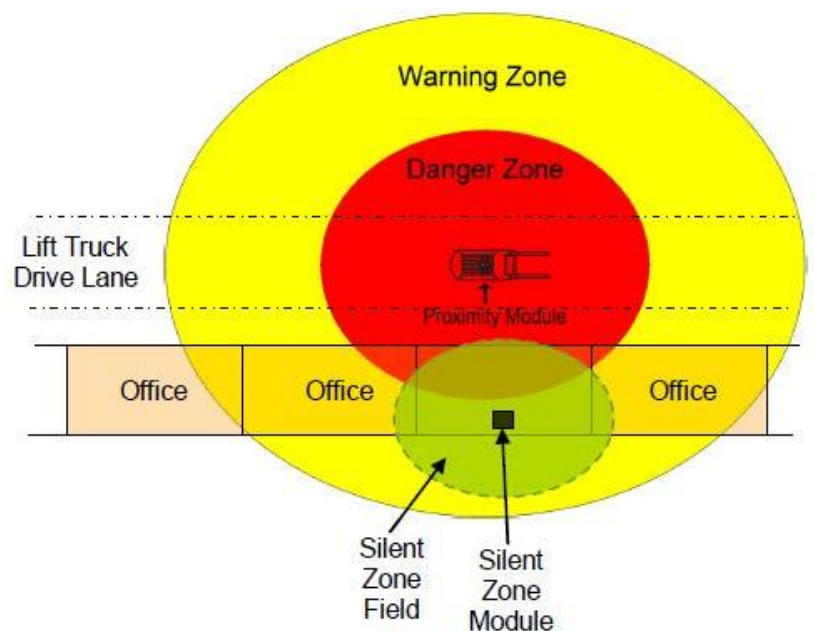 Warning Zone
Danger Zone
Lift Truck
Drive Lane
Proximity Module
Office
Office
Office
Silent
Zone
Field
Silent
Zone
Module